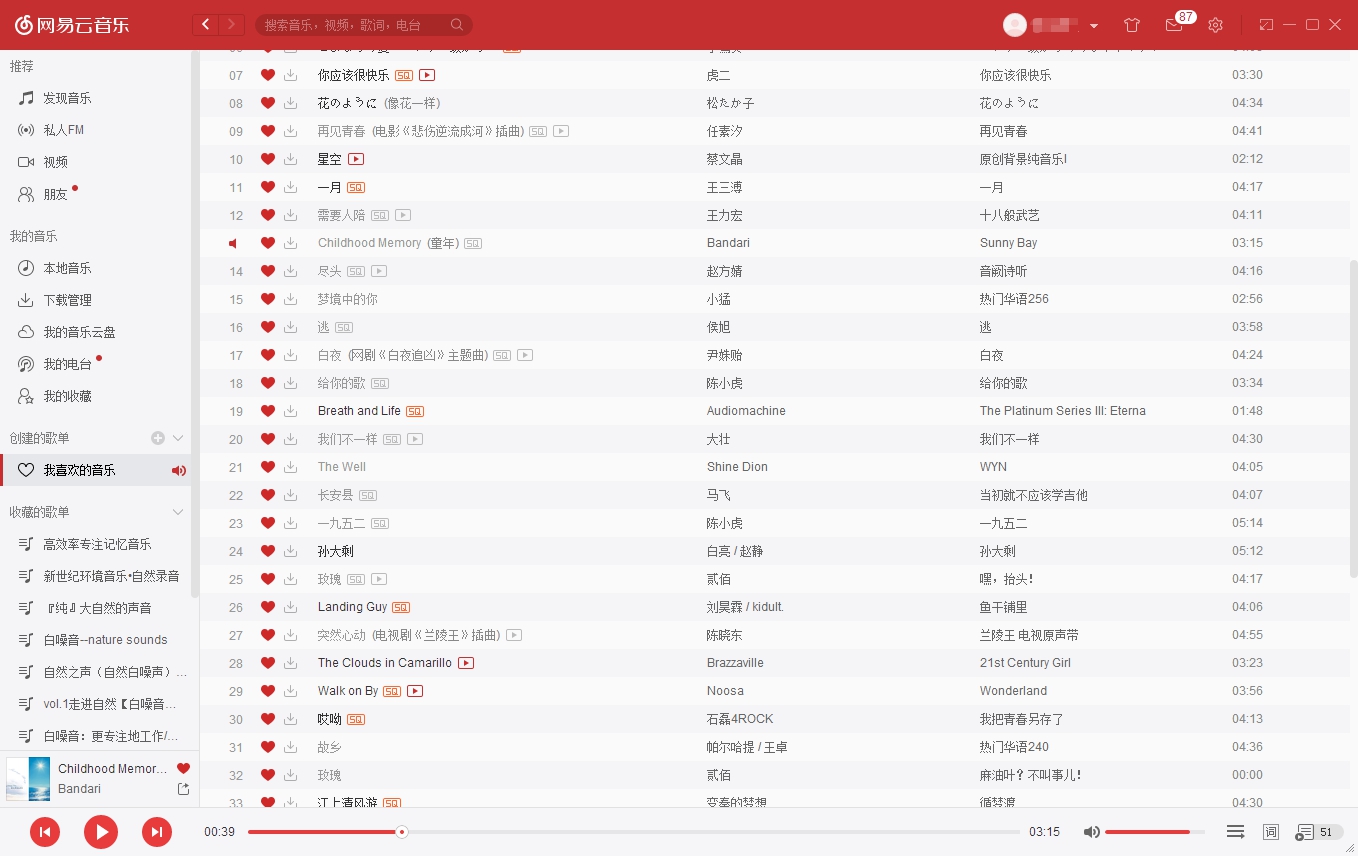 网易云音乐
搜索音乐，视频，歌词，电台
87
推荐
发现音乐
私人FM
视频
朋友
我的音乐
本地音乐
下载管理
我的音乐云盘
我的电台
我的收藏
创建的歌单
我喜欢的音乐
收藏的歌单
高效率专注记忆音乐
新世纪环境音乐•自然录音
『纯』大自然的声音
白噪音--nature sounds
自然之声（自然白噪声）...
vol.1走进自然【白噪音...
白噪音：更专注地工作/...
Childhood Memor...
Bandari
07 你应该很快乐 SQ 虎二 你应该很快乐 03:30
08 花のように (像花一样) 松たか子 花のように 04:34
09 再见青春 (电影《悲伤逆流成河》插曲) SQ 任素汐 再见青春 04:41
10 星空 蔡文晶 原创背景纯音乐I 02:12
11 一月 SQ 王三溥 一月 04:17
12 需要人陪 SQ 王力宏 十八般武艺 04:11
Childhood Memory (童年) SQ Bandari Sunny Bay 03:15
14 尽头 SQ 赵方婧 音阙诗听 04:16
15 梦境中的你 小猛 热门华语256 02:56
16 逃 SQ 侯旭 逃 03:58
17 白夜 (网剧《白夜追凶》主题曲) SQ 尹姝贻 白夜 04:24
18 给你的歌 SQ 陈小虎 给你的歌 03:34
19 Breath and Life SQ Audiomachine The Platinum Series III: Eterna 01:48
20 我们不一样 SQ 大壮 我们不一样 04:30
21 The Well Shine Dion WYN 04:05
22 长安县 SQ 马飞 当初就不应该学吉他 04:07
23 一九五二 SQ 陈小虎 一九五二 05:14
24 孙大剩 白亮 / 赵静 孙大剩 05:12
25 玫瑰 SQ 贰佰 嘿，抬头！ 04:17
26 Landing Guy SQ 刘昊霖 / kidult. 鱼干铺里 04:06
27 突然心动 (电视剧《兰陵王》插曲) 陈晓东 兰陵王 电视原声带 04:55
28 The Clouds in Camarillo Brazzaville 21st Century Girl 03:23
29 Walk on By SQ Noosa Wonderland 03:56
30 哎呦 SQ 石磊4ROCK 我把青春另存了 04:13
31 故乡 帕尔哈提 / 王卓 热门华语240 04:36
32 玫瑰 贰佰 麻油叶？不叫事儿！ 00:00
33 江上清风游 SQ 变奏的梦想 循梦渡 04:30
00:39 03:15 词 51